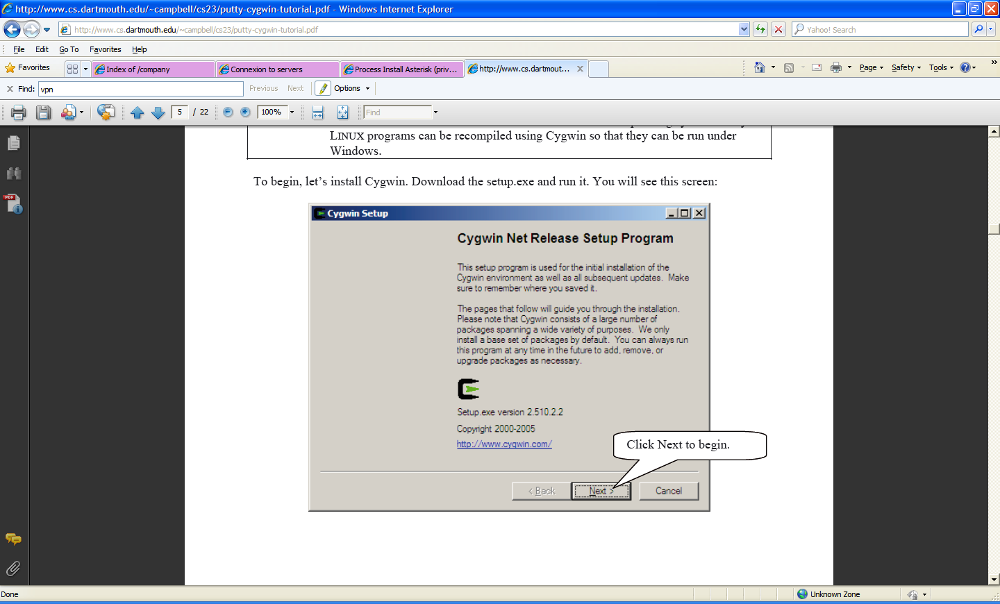 http://www.cs.dartmouth.edu/~campbell/cs23/putty-cygwin-tutorial.pdf - Windows Internet Explorer
http://www.cs.dartmouth.edu/~campbell/cs23/putty-cygwin-tutorial.pdf
Yahoo! Search
File Edit Go To Favorites Help
Favorites
Index of /company
Connexion to servers
Process Install Asterisk (priv...
http://www.cs.dartmout...
Page Safety Tools
Find: vpn
Previous Next Options
5 / 22
100%
Find
LINUX programs can be recompiled using Cygwin so that they can be run under
Windows.
To begin, let's install Cygwin. Download the setup.exe and run it. You will see this screen:
Cygwin Setup
Cygwin Net Release Setup Program
This setup program is used for the initial installation of the
Cygwin environment as well as all subsequent updates. Make
sure to remember where you saved it.
The pages that follow will guide you through the installation.
Please note that Cygwin consists of a large number of
packages spanning a wide variety of purposes. We only
install a base set of packages by default. You can always run
this program at any time in the future to add, remove, or
upgrade packages as necessary.
Setup.exe version 2.510.2.2
Copyright 2000-2005
http://www.cygwin.com/
Click Next to begin.
< Back
Next >
Cancel
PDF
Done
Unknown Zone